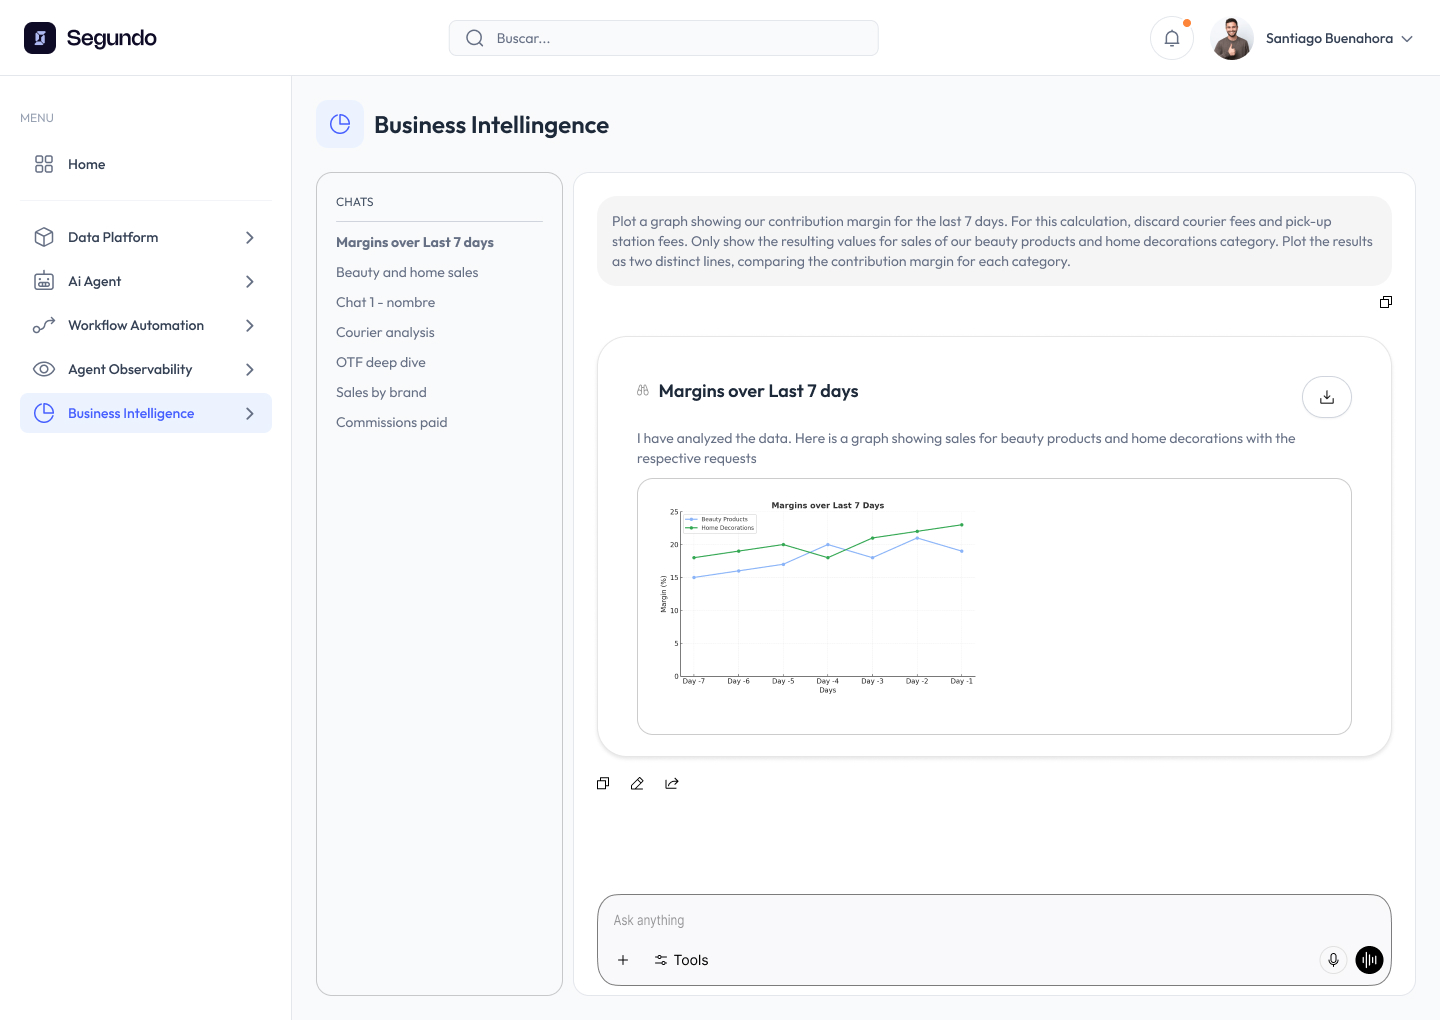 Segundo
Buscar...
Santiago Buenahora
MENU
Home
Data Platform
Ai Agent
Workflow Automation
Agent Observability
Business Intelligence
Business Intellingence
CHATS
Margins over Last 7 days
Beauty and home sales
Chat 1 - nombre
Courier analysis
OTF deep dive
Sales by brand
Commissions paid
Plot a graph showing our contribution margin for the last 7 days. For this calculation, discard courier fees and pick-up
station fees. Only show the resulting values for sales of our beauty products and home decorations category. Plot the results
as two distinct lines, comparing the contribution margin for each category.
Margins over Last 7 days
I have analyzed the data. Here is a graph showing sales for beauty products and home decorations with the
respective requests
Margins over Last 7 Days
Beauty Products
Home Decorations
Margin (%)
25
20
15
10
5
0
Day -7 Day -6 Day -5 Day -4 Day -3 Day -2 Day -1
Days
Ask anything
Tools